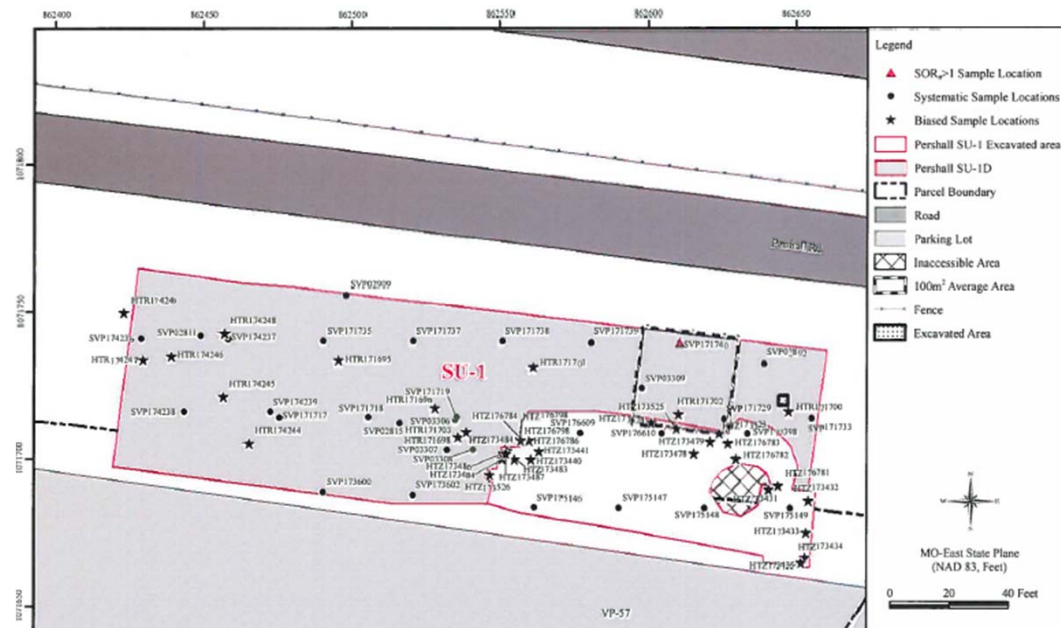 862400
862450
862500
862550
862600
862650
1071800
1071750
1071700
1071650
Pershall Rd.
SVP02909
HTR174248
SVP02811
SVP174237
HTR174246
SVP171735
HTR171695
SVP171737
SVP171738
SVP171739
SVP171740
SU-1
SVP03309
HTR174245
SVP174238
SVP174239
SVP171717
HTR174244
SVP171718
SVP02815
SVP171719
HTR171696
SVP03306
HTR171703
HTR171698
SVP03307
SVP03308
HTZ176784
HTZ176798
HTZ176786
SVP176609
HTZ173441
HTZ173440
HTZ173483
HTZ173487
HTZ173525
HTR171702
SVP171729
SVP176610
HTZ173479
HTZ173478
HTZ176783
HTZ176782
SVP171733
HTZ176781
HTZ173432
HTZ173431
HTZ173433
HTZ173434
SVP173600
SVP173602
SVP175147
SVP175148
SVP175149
VP-57
Legend
SORₙ>1 Sample Location
Systematic Sample Locations
Biased Sample Locations
Pershall SU-1 Excavated area
Pershall SU-1D
Parcel Boundary
Road
Parking Lot
Inaccessible Area
100m² Average Area
Fence
Excavated Area
N
W
E
S
MO-East State Plane
(NAD 83, Feet)
0 20 40 Feet